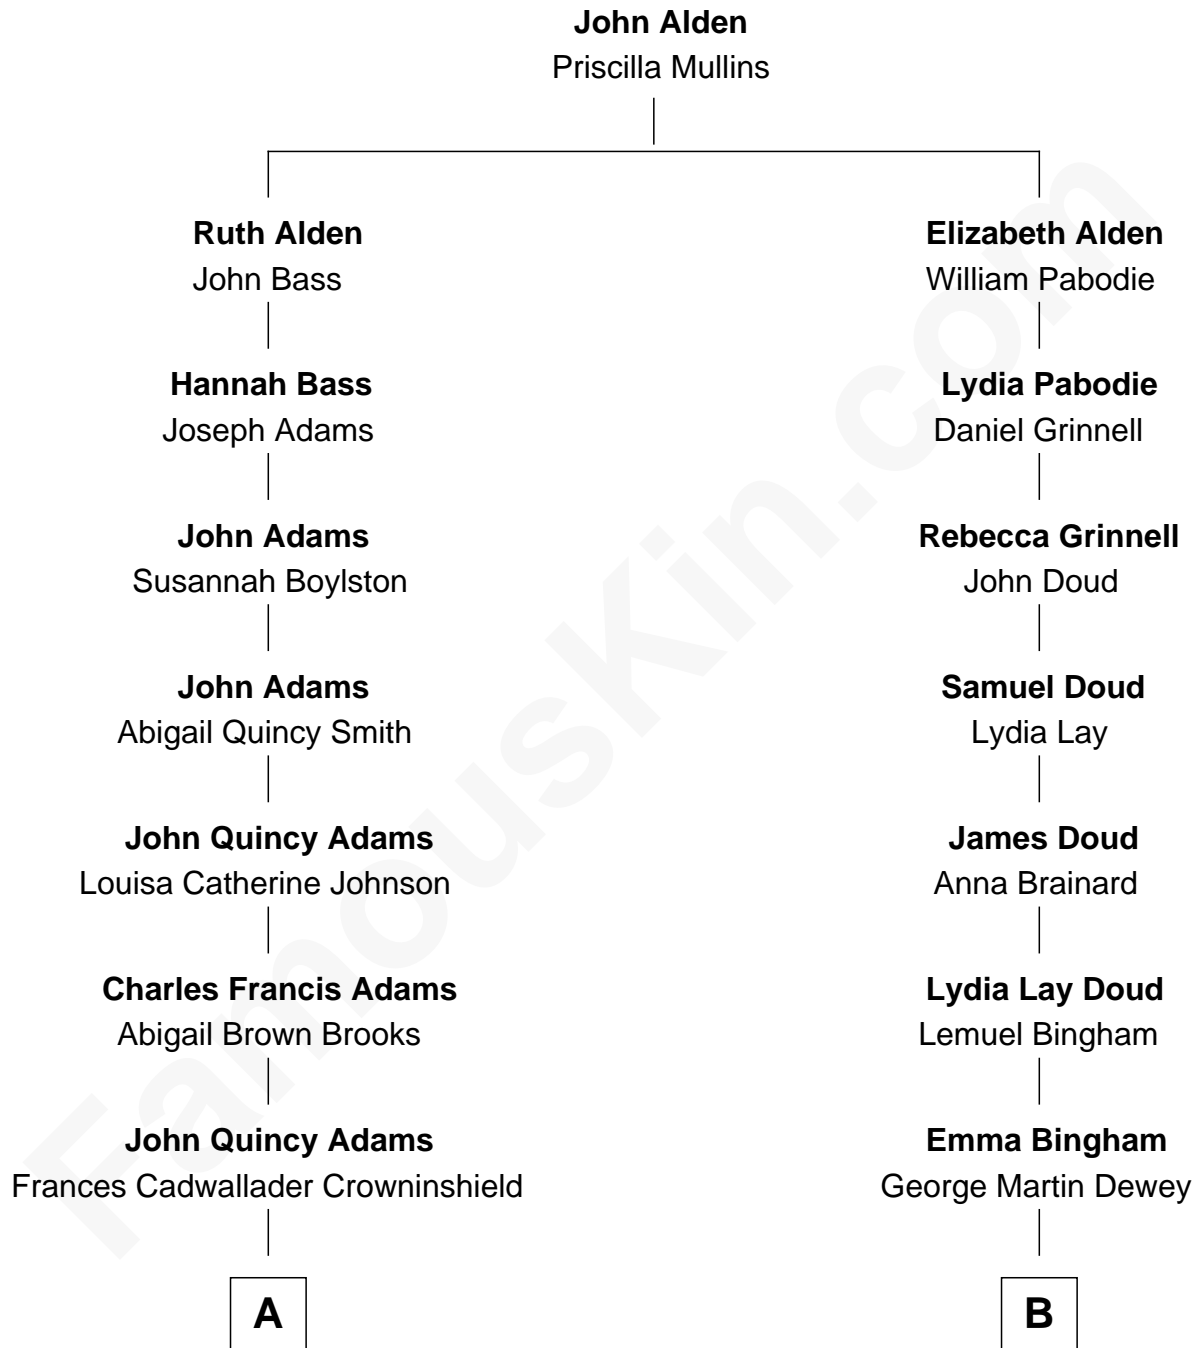 John Alden
Priscilla Mullins
Ruth Alden
John Bass
Elizabeth Alden
William Pabodie
Hannah Bass
Joseph Adams
Lydia Pabodie
Daniel Grinnell
John Adams
Susannah Boylston
Rebecca Grinnell
John Doud
John Adams
Abigail Quincy Smith
Samuel Doud
Lydia Lay
John Quincy Adams
Louisa Catherine Johnson
James Doud
Anna Brainard
Charles Francis Adams
Abigail Brown Brooks
Lydia Lay Doud
Lemuel Bingham
John Quincy Adams
Frances Cadwallader Crowninshield
Emma Bingham
George Martin Dewey
A
B
FamousKin.com